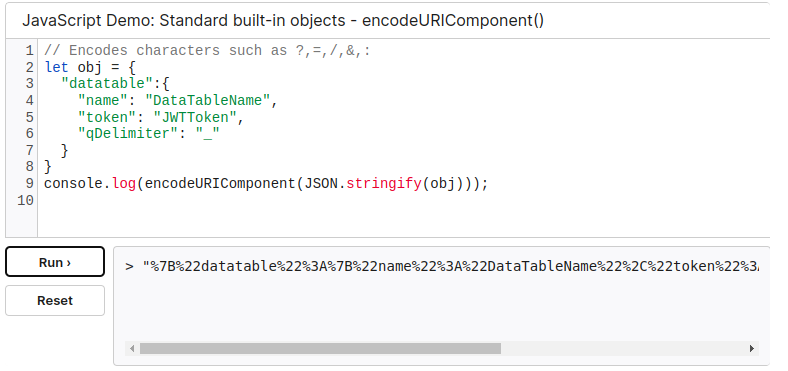 JavaScript Demo: Standard built-in objects - encodeURIComponent()
1 // Encodes characters such as ?,=,/,&,:
2 let obj = {
3   "datatable":{
4     "name": "DataTableName",
5     "token": "JWTToken",
6     "qDelimiter": "_"
7   }
8 }
9 console.log(encodeURIComponent(JSON.stringify(obj)));
10
Run ›
> "%7B%22datatable%22%3A%7B%22name%22%3A%22DataTableName%22%2C%22token%22%3
Reset